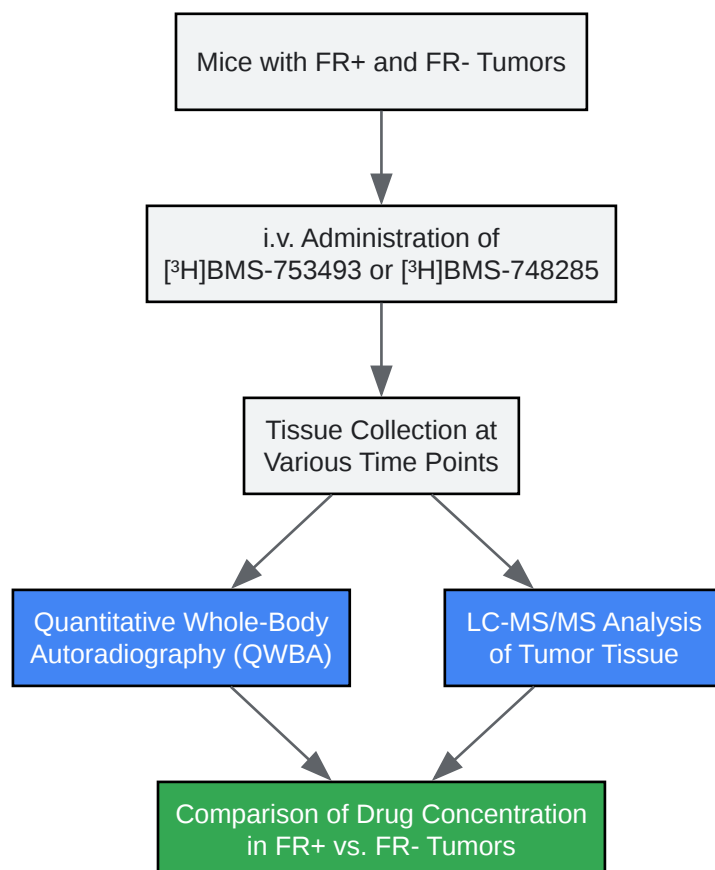 Mice with FR+ and FR- Tumors
i.v. Administration of
[³H]BMS-753493 or [³H]BMS-748285
Tissue Collection at
Various Time Points
Quantitative Whole-Body
Autoradiography (QWBA)
LC-MS/MS Analysis
of Tumor Tissue
Comparison of Drug Concentration
in FR+ vs. FR- Tumors